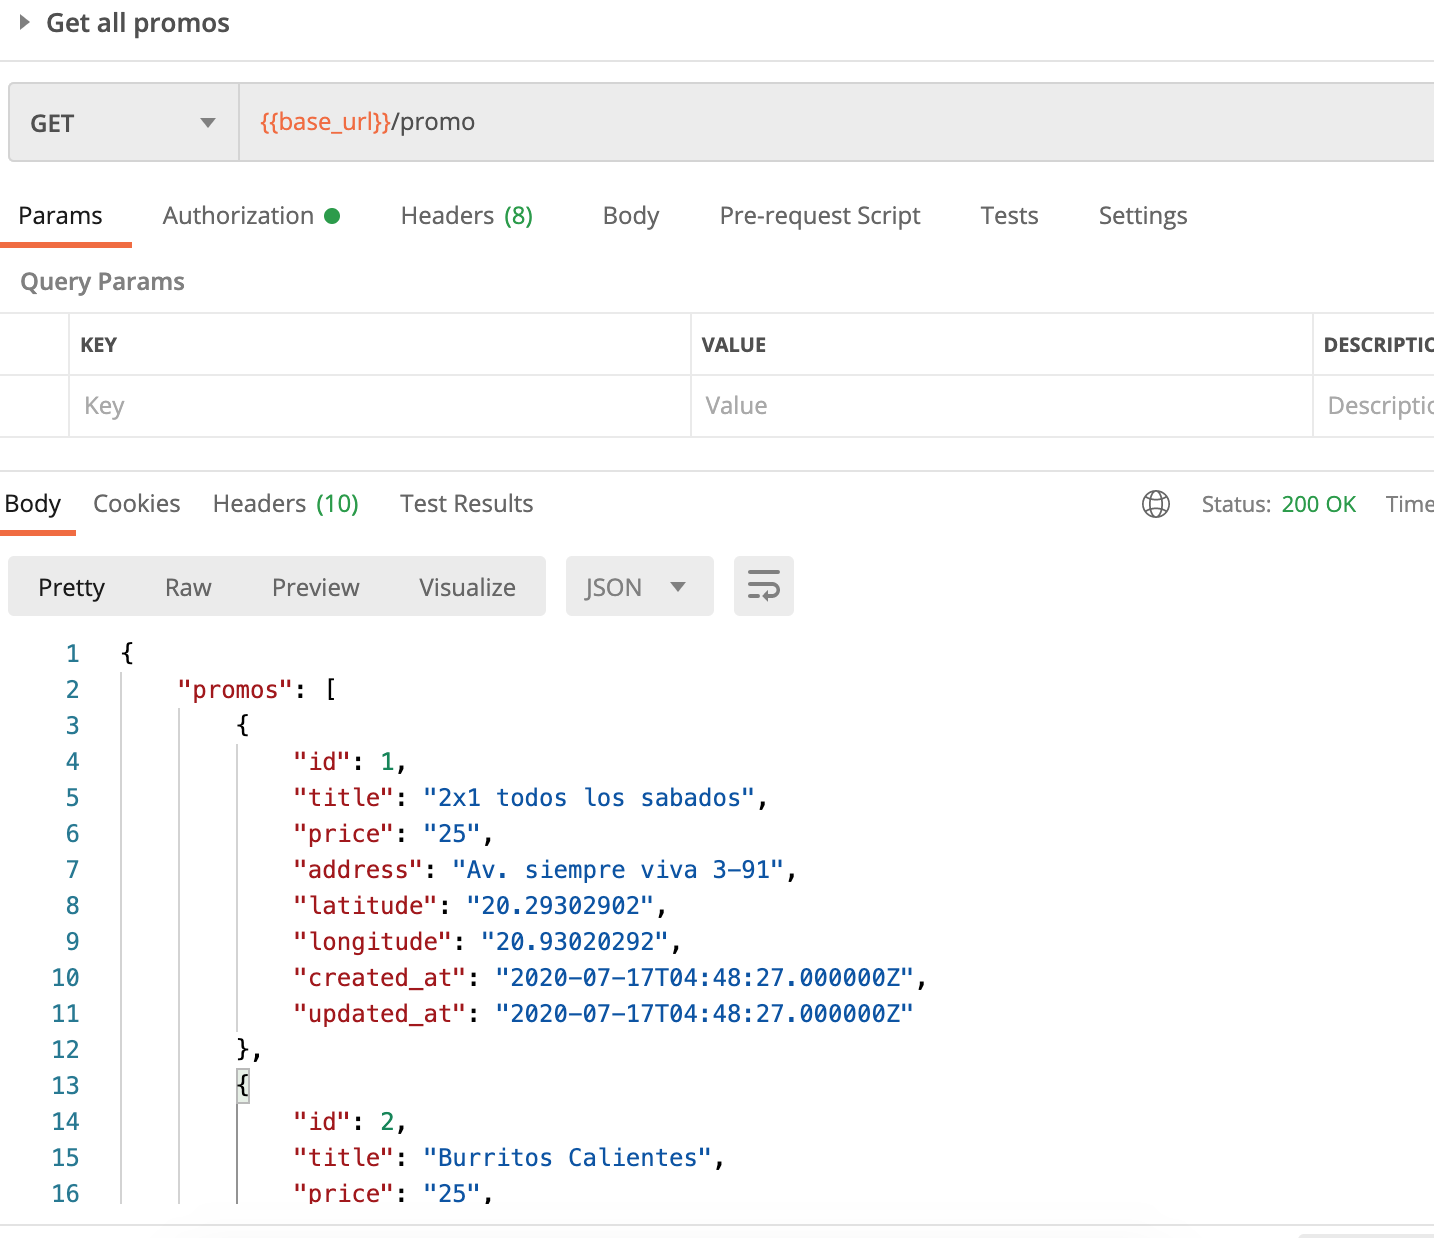 Get all promos
GET {{base_url}}/promo
Params Authorization Headers (8) Body Pre-request Script Tests Settings
Query Params
KEY VALUE DESCRIPTIO
Key Value Descriptio
Body Cookies Headers (10) Test Results Status: 200 OK Time
Pretty Raw Preview Visualize JSON
1 {
2 "promos": [
3 {
4 "id": 1,
5 "title": "2x1 todos los sabados",
6 "price": "25",
7 "address": "Av. siempre viva 3-91",
8 "latitude": "20.29302902",
9 "longitude": "20.93020292",
10 "created_at": "2020-07-17T04:48:27.000000Z",
11 "updated_at": "2020-07-17T04:48:27.000000Z"
12 },
13 {
14 "id": 2,
15 "title": "Burritos Calientes",
16 "price": "25",